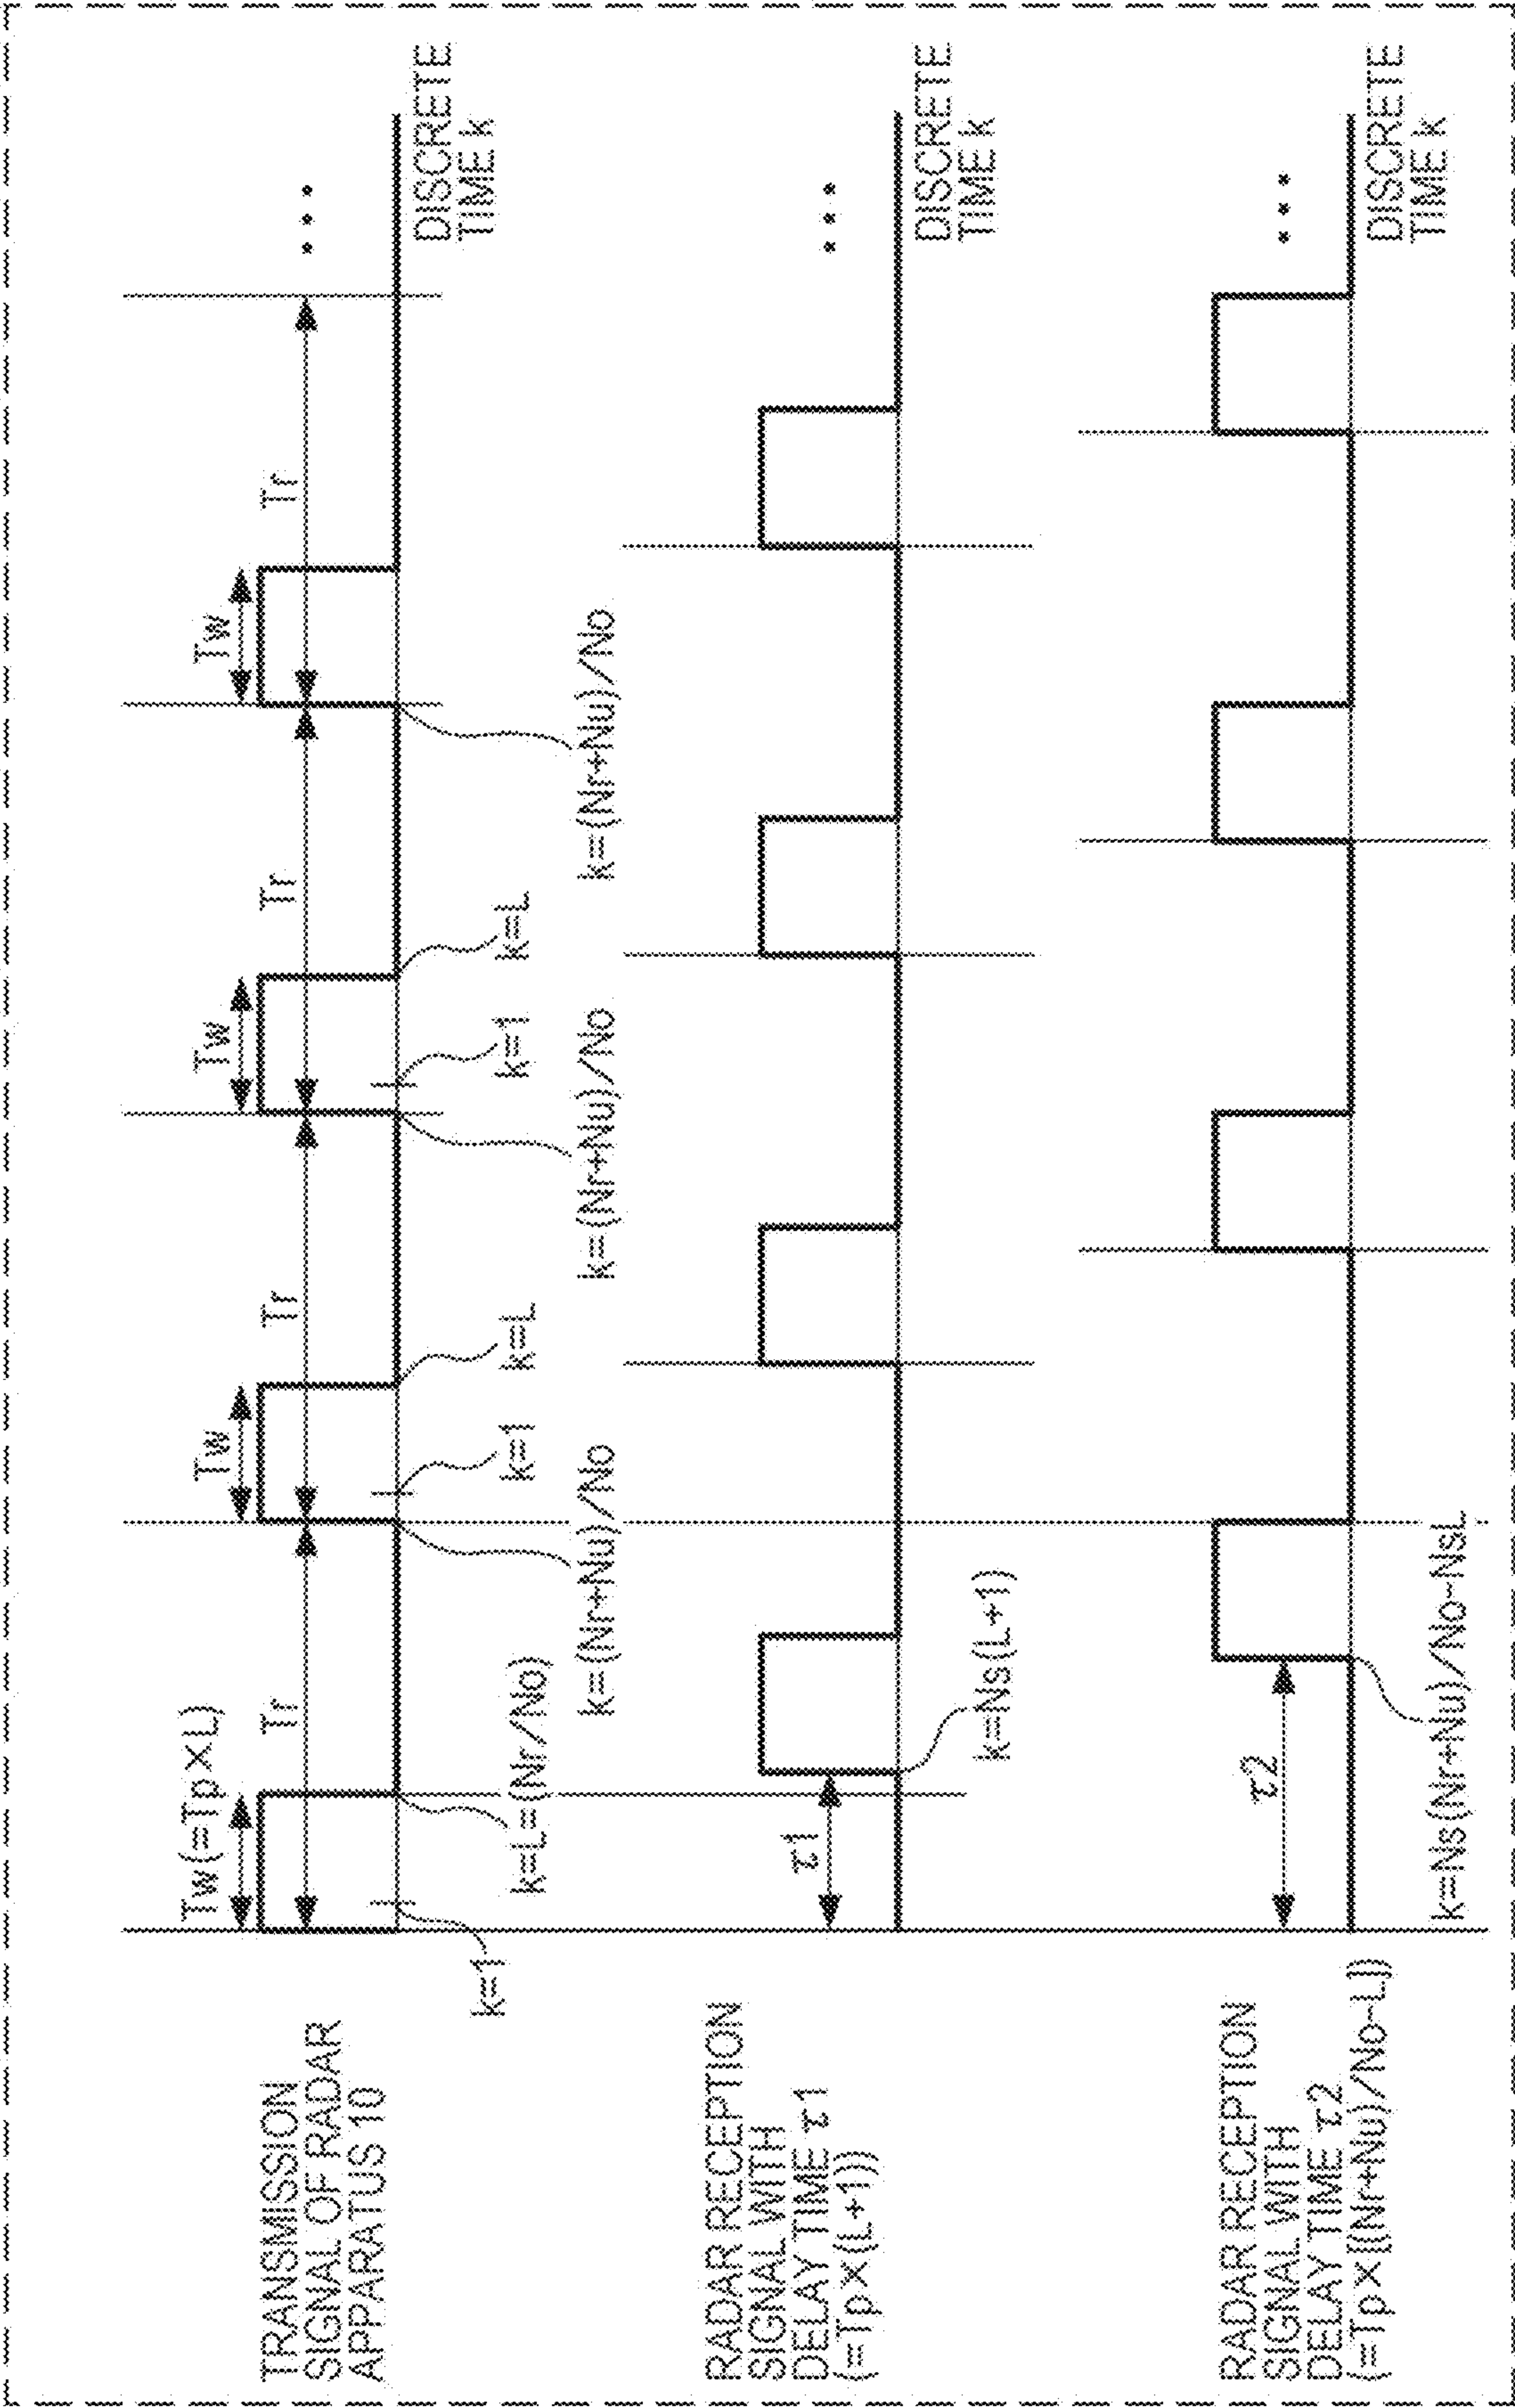 TRANSMISSION
SIGNAL OF RADAR
APPARATUS 10
Tw(=Tp×L)
Tw
Tw
Tw
Tr
Tr
Tr
Tr
DISCRETE
TIME k
k=1
k=L=(Nr/No)
k=(Nr+Nu)/No
k=1
k=L
k=(Nr+Nu)/No
k=1
k=L
k=(Nr+Nu)/No
RADAR RECEPTION
SIGNAL WITH
DELAY TIME τ1
(=Tp×(L+1))
τ1
k=Ns(L+1)
DISCRETE
TIME k
RADAR RECEPTION
SIGNAL WITH
DELAY TIME τ2
(=Tp×[(Nr+Nu)/No-L])
τ2
k=Ns(Nr+Nu)/No-NsL
DISCRETE
TIME k